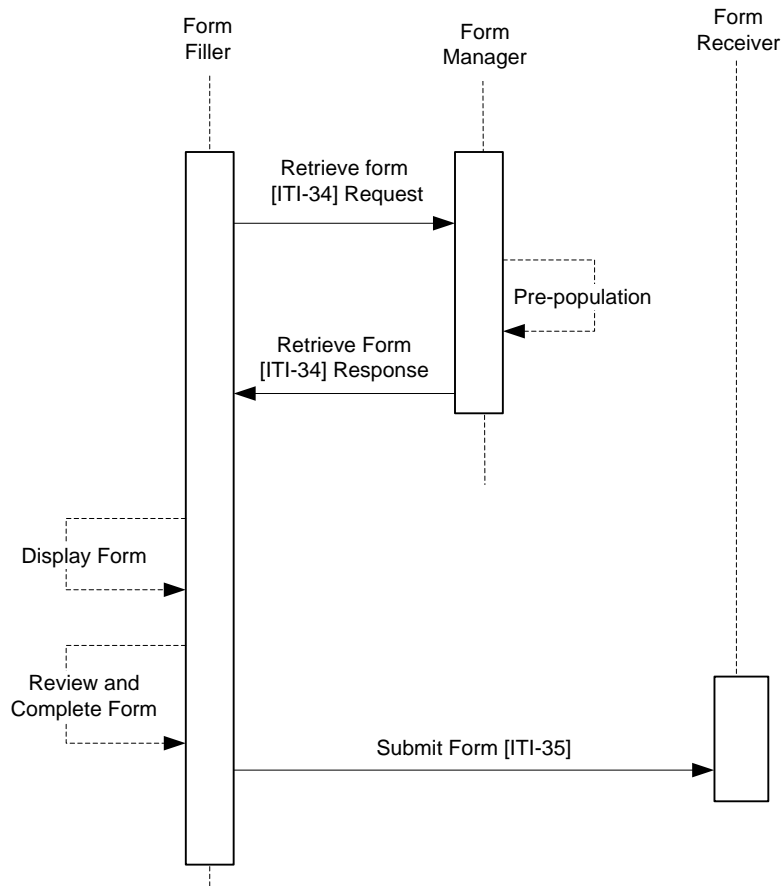 Form
Filler
Form
Manager
Form
Receiver
Retrieve form
[ITI-34] Request
Pre-population
Retrieve Form
[ITI-34] Response
Display Form
Review and
Complete Form
Submit Form [ITI-35]